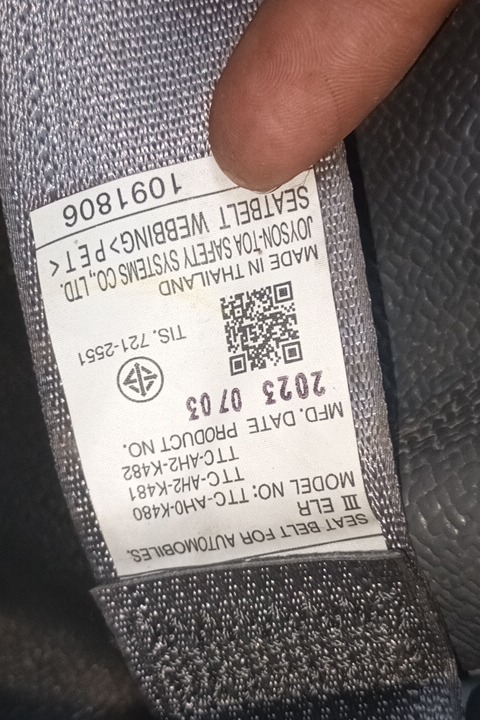 SEAT BELT FOR AUTOMOBILES.
III ELR
MODEL NO: TTC-AH0-K480
TTC-AH2-K481
TTC-AH2-K482
MFD. DATE PRODUCT NO.
2023 07 03
TIS. 721-2551
MADE IN THAILAND
JOYSON-TOA SAFETY SYSTEMS CO., LTD.
SEATBELT WEBBING>PET<
1091806